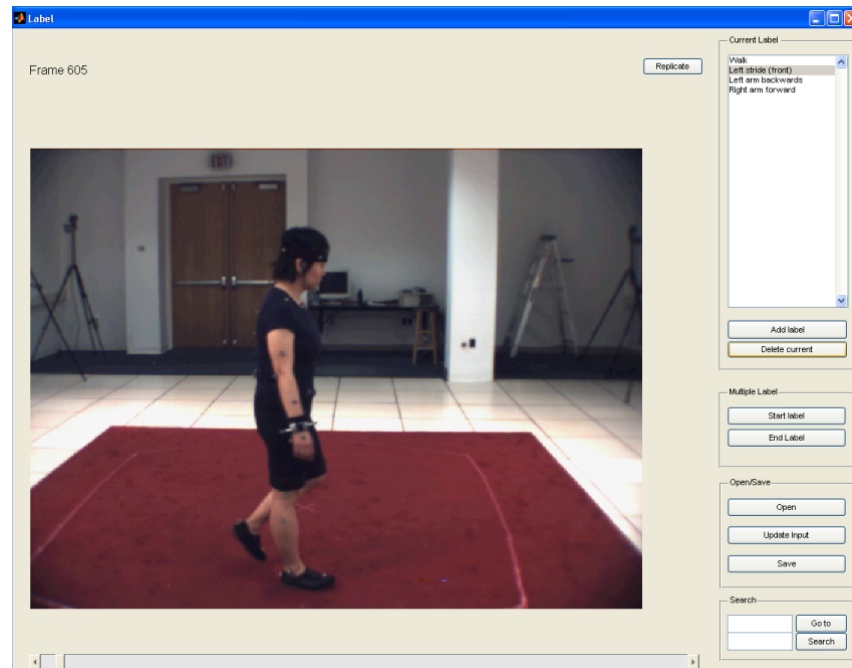 Label
Frame 605
Replicate
Current Label
Walk
Left stride (front)
Left arm backwards
Right arm forward
Add label
Delete current
Multiple Label
Start label
End Label
Open/Save
Open
Update Input
Save
Search
Go to
Search
EXIT